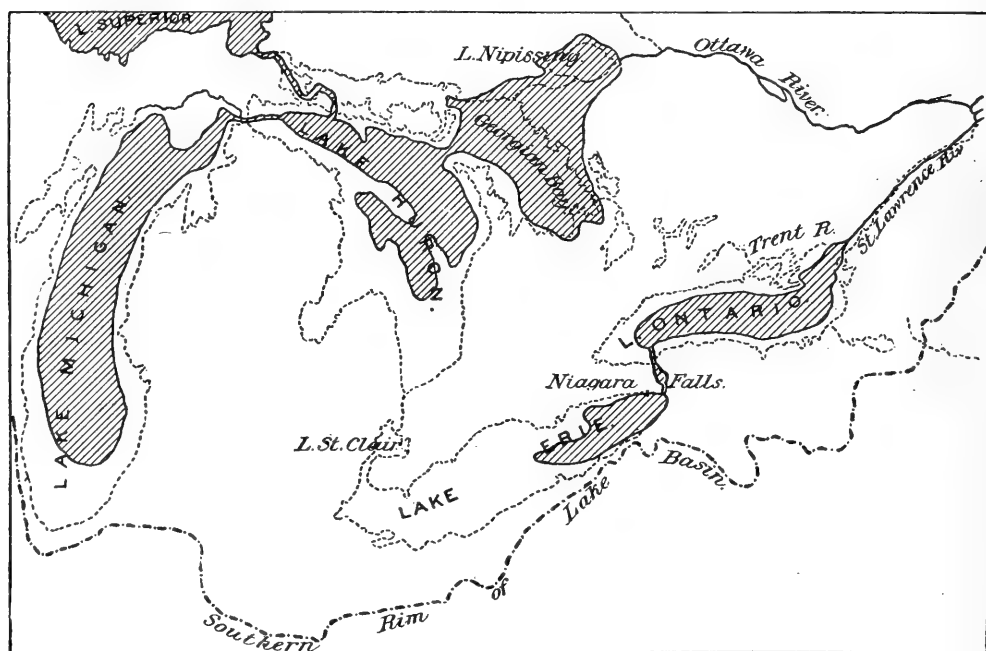 L SUPERIOR
L. Nipissing.
Ottawa River.
Georgian Bay
LAKE HURON.
LAKE MICHIGAN.
St. Lawrence Riv
Trent R.
L ONTARIO
Niagara Falls.
L. St. Clair
LAKE ERIE.
Southern Rim of Lake Basin.